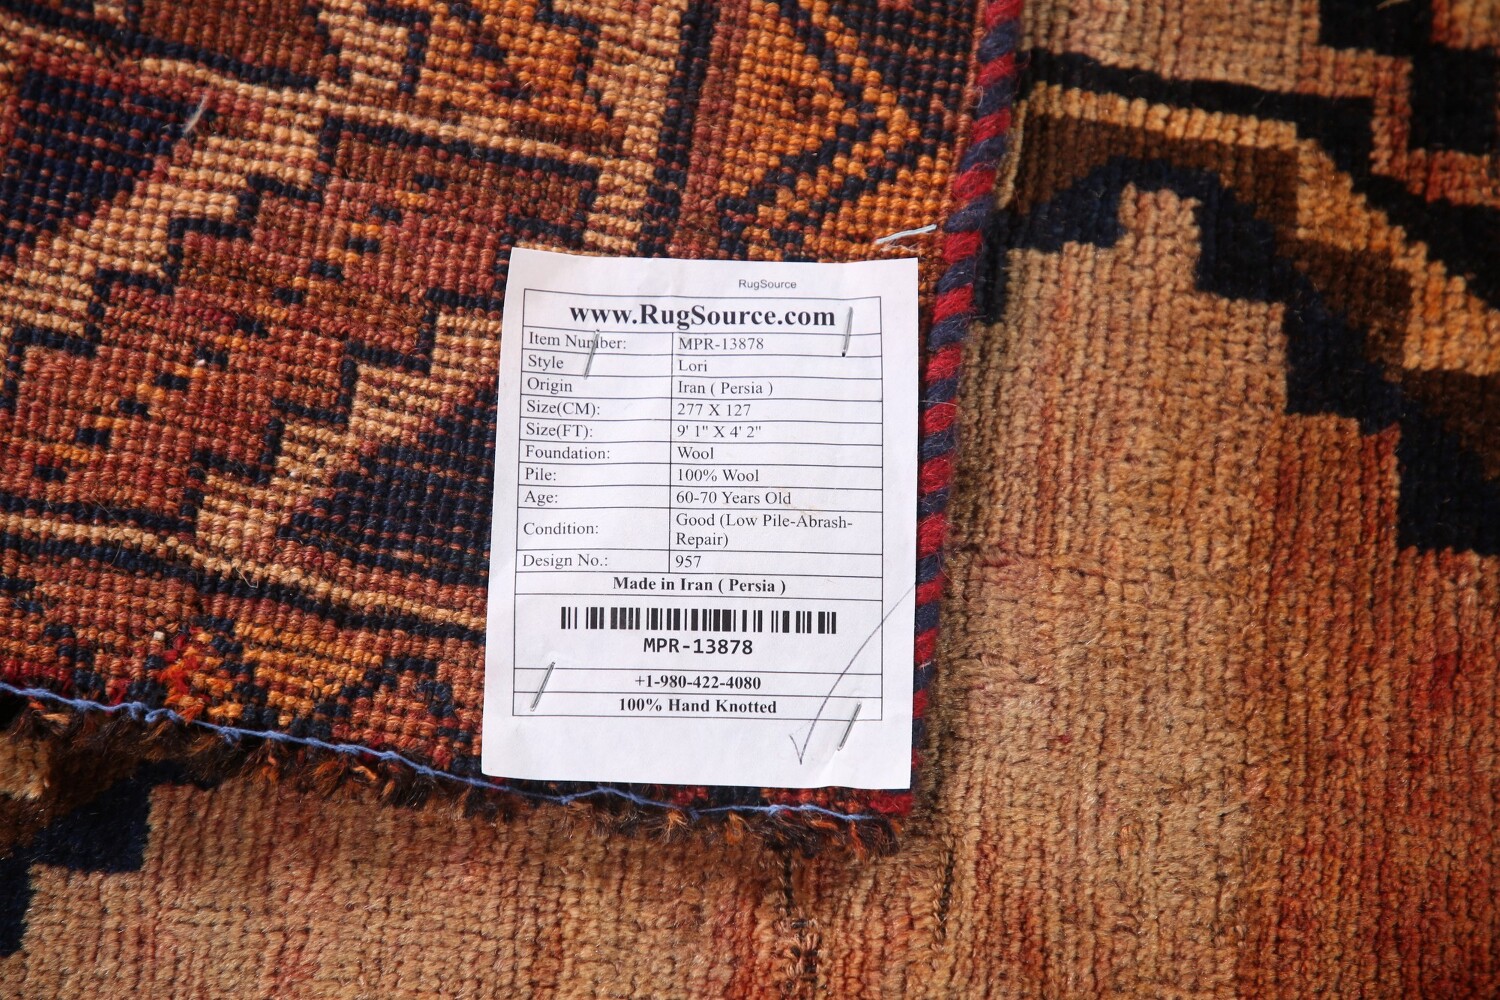 RugSource
www.RugSource.com
Item Number: MPR-13878
Style Lori
Origin Iran ( Persia )
Size(CM): 277 X 127
Size(FT): 9' 1" X 4' 2"
Foundation: Wool
Pile: 100% Wool
Age: 60-70 Years Old
Condition: Good (Low Pile-Abrash-
Repair)
Design No.: 957
Made in Iran ( Persia )
MPR-13878
+1-980-422-4080
100% Hand Knotted